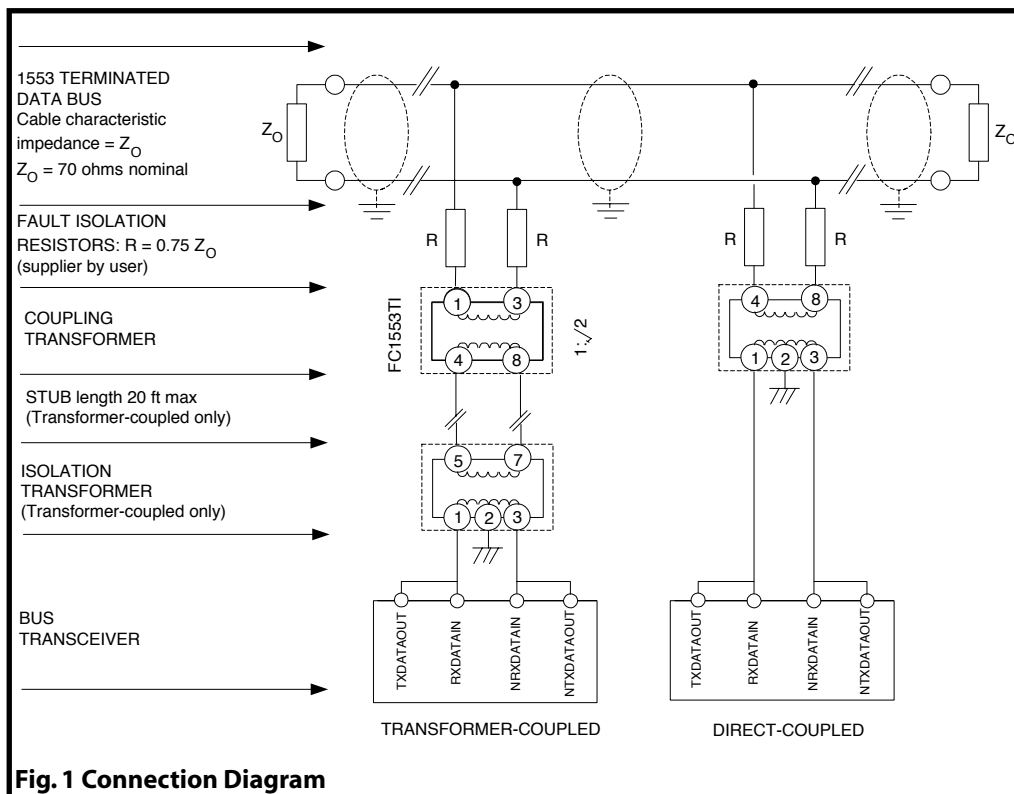 1553 TERMINATED
DATA BUS
Cable characteristic
impedance = ZO
ZO = 70 ohms nominal
ZO
ZO
FAULT ISOLATION
RESISTORS: R = 0.75 ZO
(supplier by user)
R
R
R
R
COUPLING
TRANSFORMER
FC1553TI
1
3
4
8
1:√2
4
8
1
2
3
STUB length 20 ft max
(Transformer-coupled only)
ISOLATION
TRANSFORMER
(Transformer-coupled only)
5
7
1
2
3
BUS
TRANSCEIVER
TXDATAOUT
RXDATAIN
NRXDATAIN
NTXDATAOUT
TXDATAOUT
RXDATAIN
NRXDATAIN
NTXDATAOUT
TRANSFORMER-COUPLED
DIRECT-COUPLED
Fig. 1 Connection Diagram